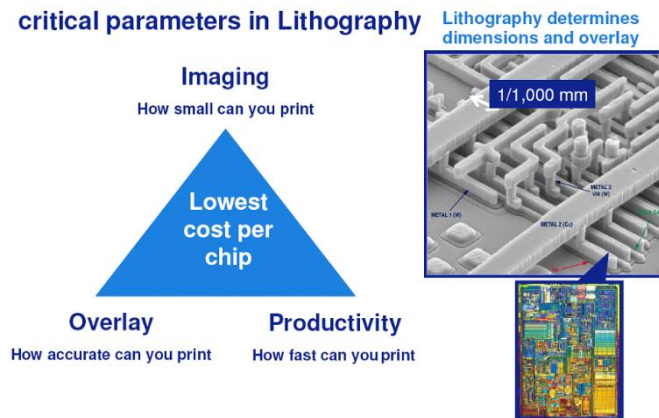 critical parameters in Lithography
Imaging
How small can you print
Lowest
cost per
chip
Overlay
How accurate can you print
Productivity
How fast can you print
Lithography determines
dimensions and overlay
1/1,000 mm
METAL 1 (W)
METAL 2
VIA (W)
METAL 2 (Cu)